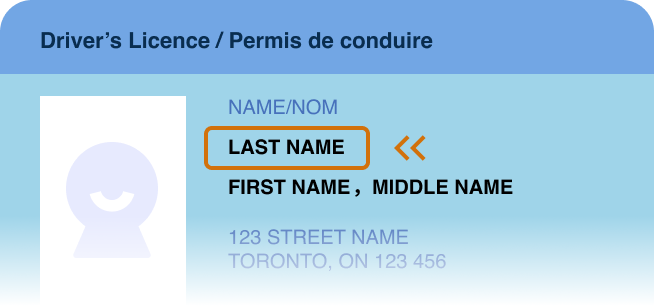 Driver’s Licence / Permis de conduire
NAME/NOM
LAST NAME
FIRST NAME, MIDDLE NAME
123 STREET NAME
TORONTO, ON 123 456